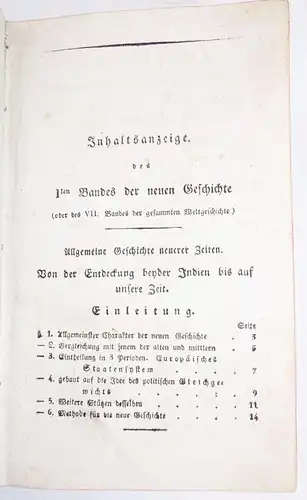 Inhaltsanzeige.
des
1ten Bandes der neuen Geschichte
(oder des VII. Bandes der gesammten Weltgeschichte)
Allgemeine Geschichte neuerer Zeiten.
Von der Entdeckung beyder Indien bis auf
unsere Zeit.
Einleitung.
Seite
§ 1. Allgemeinster Charakter der neuen Geschichte . 3
— 2. Vergleichung mit jenem der alten und mittlern 5
— 3. Eintheilung in 3 Perioden. Europäisches
Staatensystem . . . . . 7
— 4. gebaut auf die Idee des politischen Gleichge-
wichts . . . . . . 9
— 5. Weitere Stützen desselben . . . . 11
— 6. Methode für die neue Geschichte . . . 14